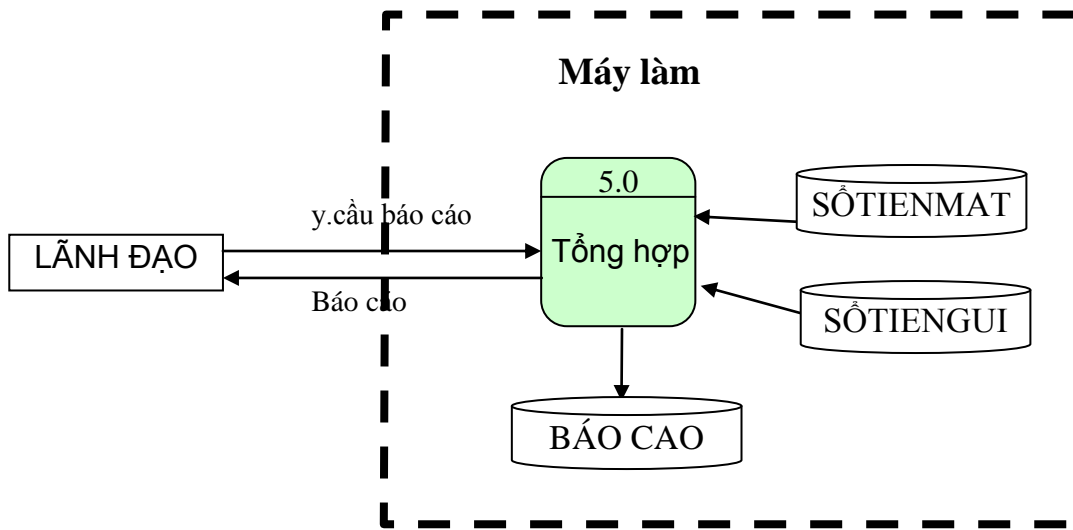 Máy làm
5.0
Tổng hợp
SỔTIENMAT
y.cầu báo cáo
LÃNH ĐẠO
Báo cáo
SỔTIENGUI
BÁO CAO